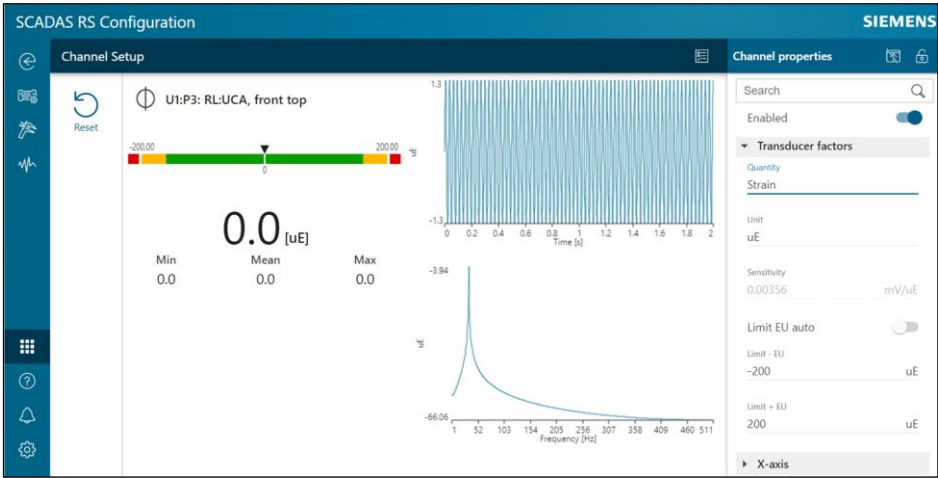 SCADAS RS Configuration
SIEMENS
Channel Setup
Channel properties
Reset
U1:P3: RL:UCA, front top
-200.00
200.00
0
0.0 [uE]
Min Mean Max
0.0 0.0 0.0
1.3
uE
-1.3
0 0.2 0.4 0.6 0.8 1 1.2 1.4 1.6 1.8 2
Time [s]
-3.94
uE
-66.06
1 52 103 154 205 256 307 358 409 460 511
Frequency [Hz]
Search
Enabled
Transducer factors
Quantity
Strain
Unit
uE
Sensitivity
0.00356 mV/uE
Limit EU auto
Limit - EU
-200 uE
Limit + EU
200 uE
X-axis